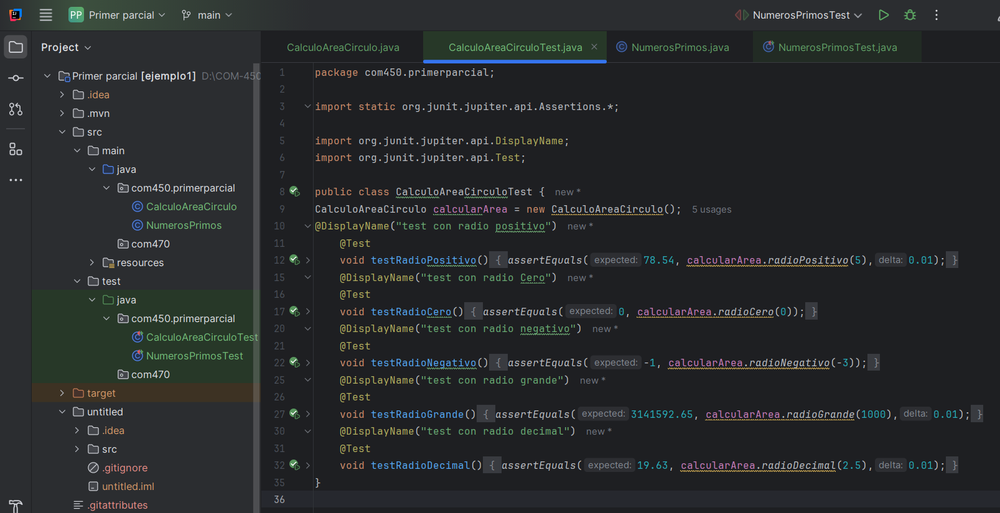 PP Primer parcial main NumerosPrimosTest
Project
CalculoAreaCirculo.java CalculoAreaCirculoTest.java NumerosPrimos.java NumerosPrimosTest.java
Primer parcial [ejemplo1] D:\COM-450
.idea
.mvn
src
main
java
com450.primerparcial
CalculoAreaCirculo
NumerosPrimos
com470
resources
test
java
com450.primerparcial
CalculoAreaCirculoTest
NumerosPrimosTest
com470
target
untitled
.idea
src
.gitignore
untitled.iml
.gitattributes
1 package com450.primerparcial;
2
3 import static org.junit.jupiter.api.Assertions.*;
4
5 import org.junit.jupiter.api.DisplayName;
6 import org.junit.jupiter.api.Test;
7
8 public class CalculoAreaCirculoTest { new *
9 CalculoAreaCirculo calcularArea = new CalculoAreaCirculo(); 5 usages
10 @DisplayName("test con radio positivo") new *
11 @Test
12 void testRadioPositivo() { assertEquals( expected: 78.54, calcularArea.radioPositivo(5), delta: 0.01); }
15 @DisplayName("test con radio Cero") new *
16 @Test
17 void testRadioCero() { assertEquals( expected: 0, calcularArea.radioCero(0)); }
20 @DisplayName("test con radio negativo") new *
21 @Test
22 void testRadioNegativo() { assertEquals( expected: -1, calcularArea.radioNegativo(-3)); }
25 @DisplayName("test con radio grande") new *
26 @Test
27 void testRadioGrande() { assertEquals( expected: 3141592.65, calcularArea.radioGrande(1000), delta: 0.01); }
30 @DisplayName("test con radio decimal") new *
31 @Test
32 void testRadioDecimal() { assertEquals( expected: 19.63, calcularArea.radioDecimal(2.5), delta: 0.01); }
35 }
36